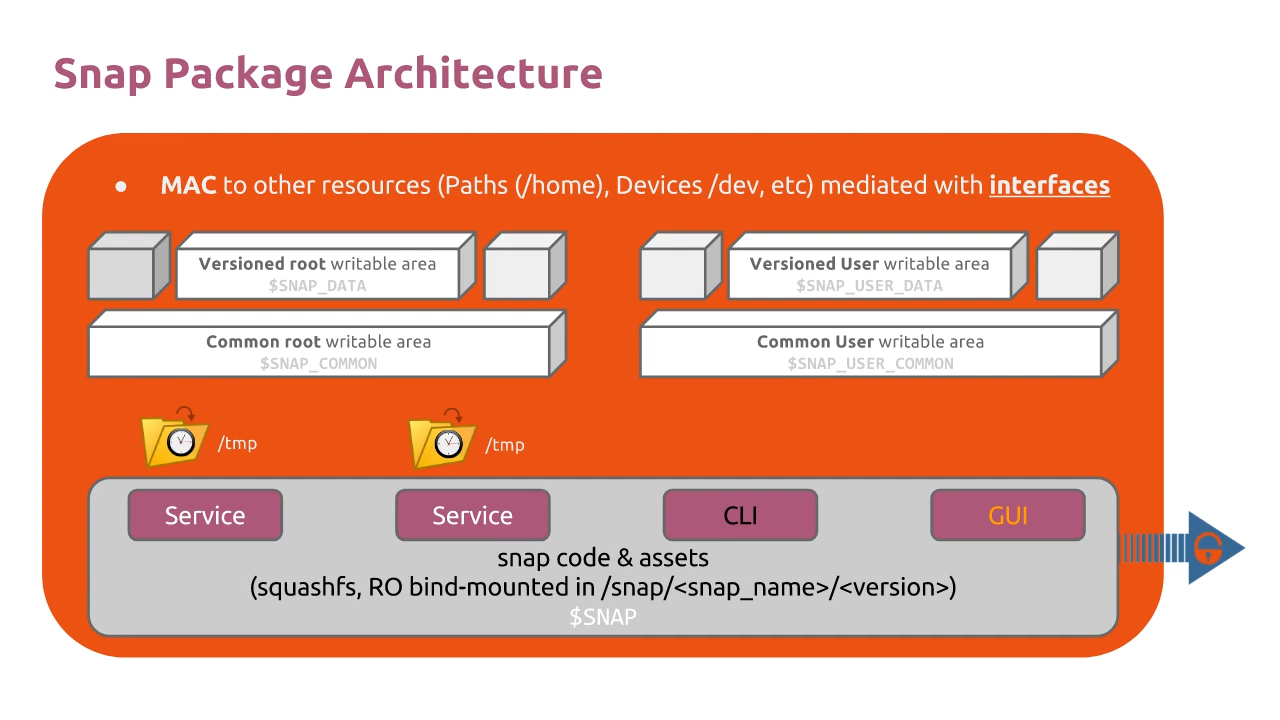 Snap Package Architecture
● MAC to other resources (Paths (/home), Devices /dev, etc) mediated with interfaces
Versioned root writable area
$SNAP_DATA
Versioned User writable area
$SNAP_USER_DATA
Common root writable area
$SNAP_COMMON
Common User writable area
$SNAP_USER_COMMON
/tmp
/tmp
Service
Service
CLI
GUI
snap code & assets
(squashfs, RO bind-mounted in /snap/<snap_name>/<version>)
$SNAP